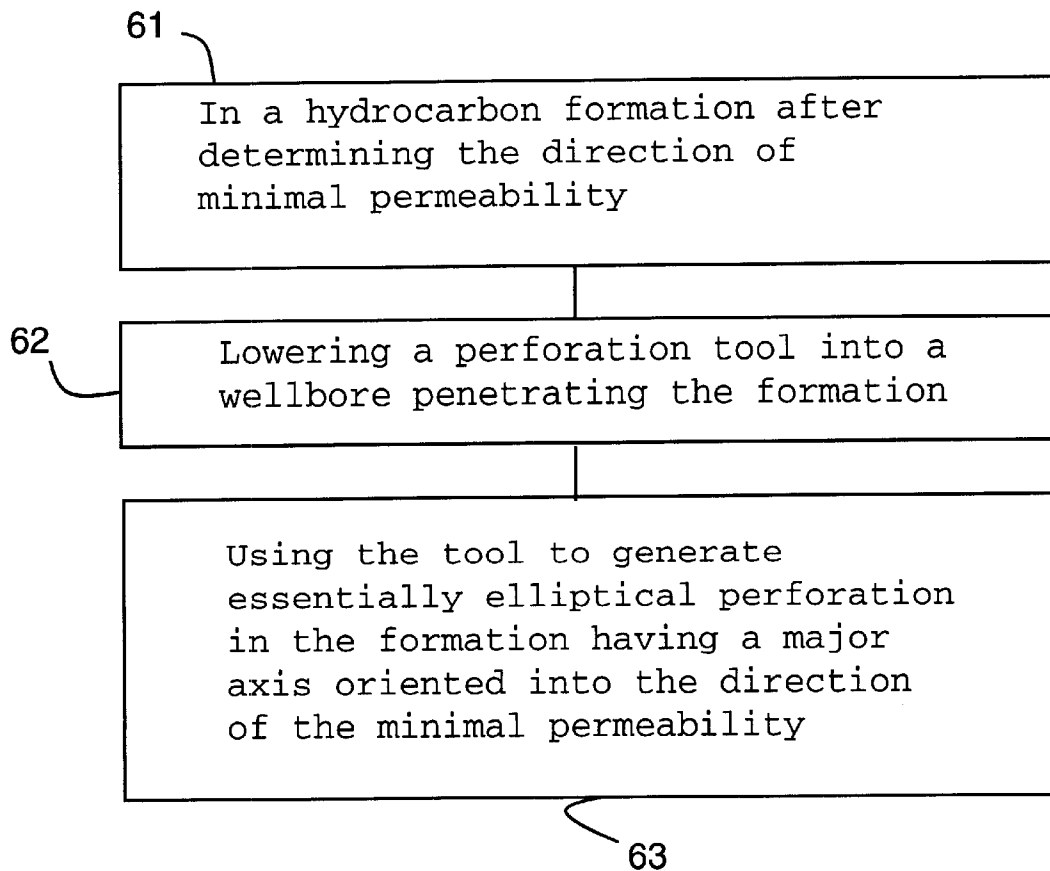 61
In a hydrocarbon formation after
determining the direction of
minimal permeability
62
Lowering a perforation tool into a
wellbore penetrating the formation
Using the tool to generate
essentially elliptical perforation
in the formation having a major
axis oriented into the direction
of the minimal permeability
63